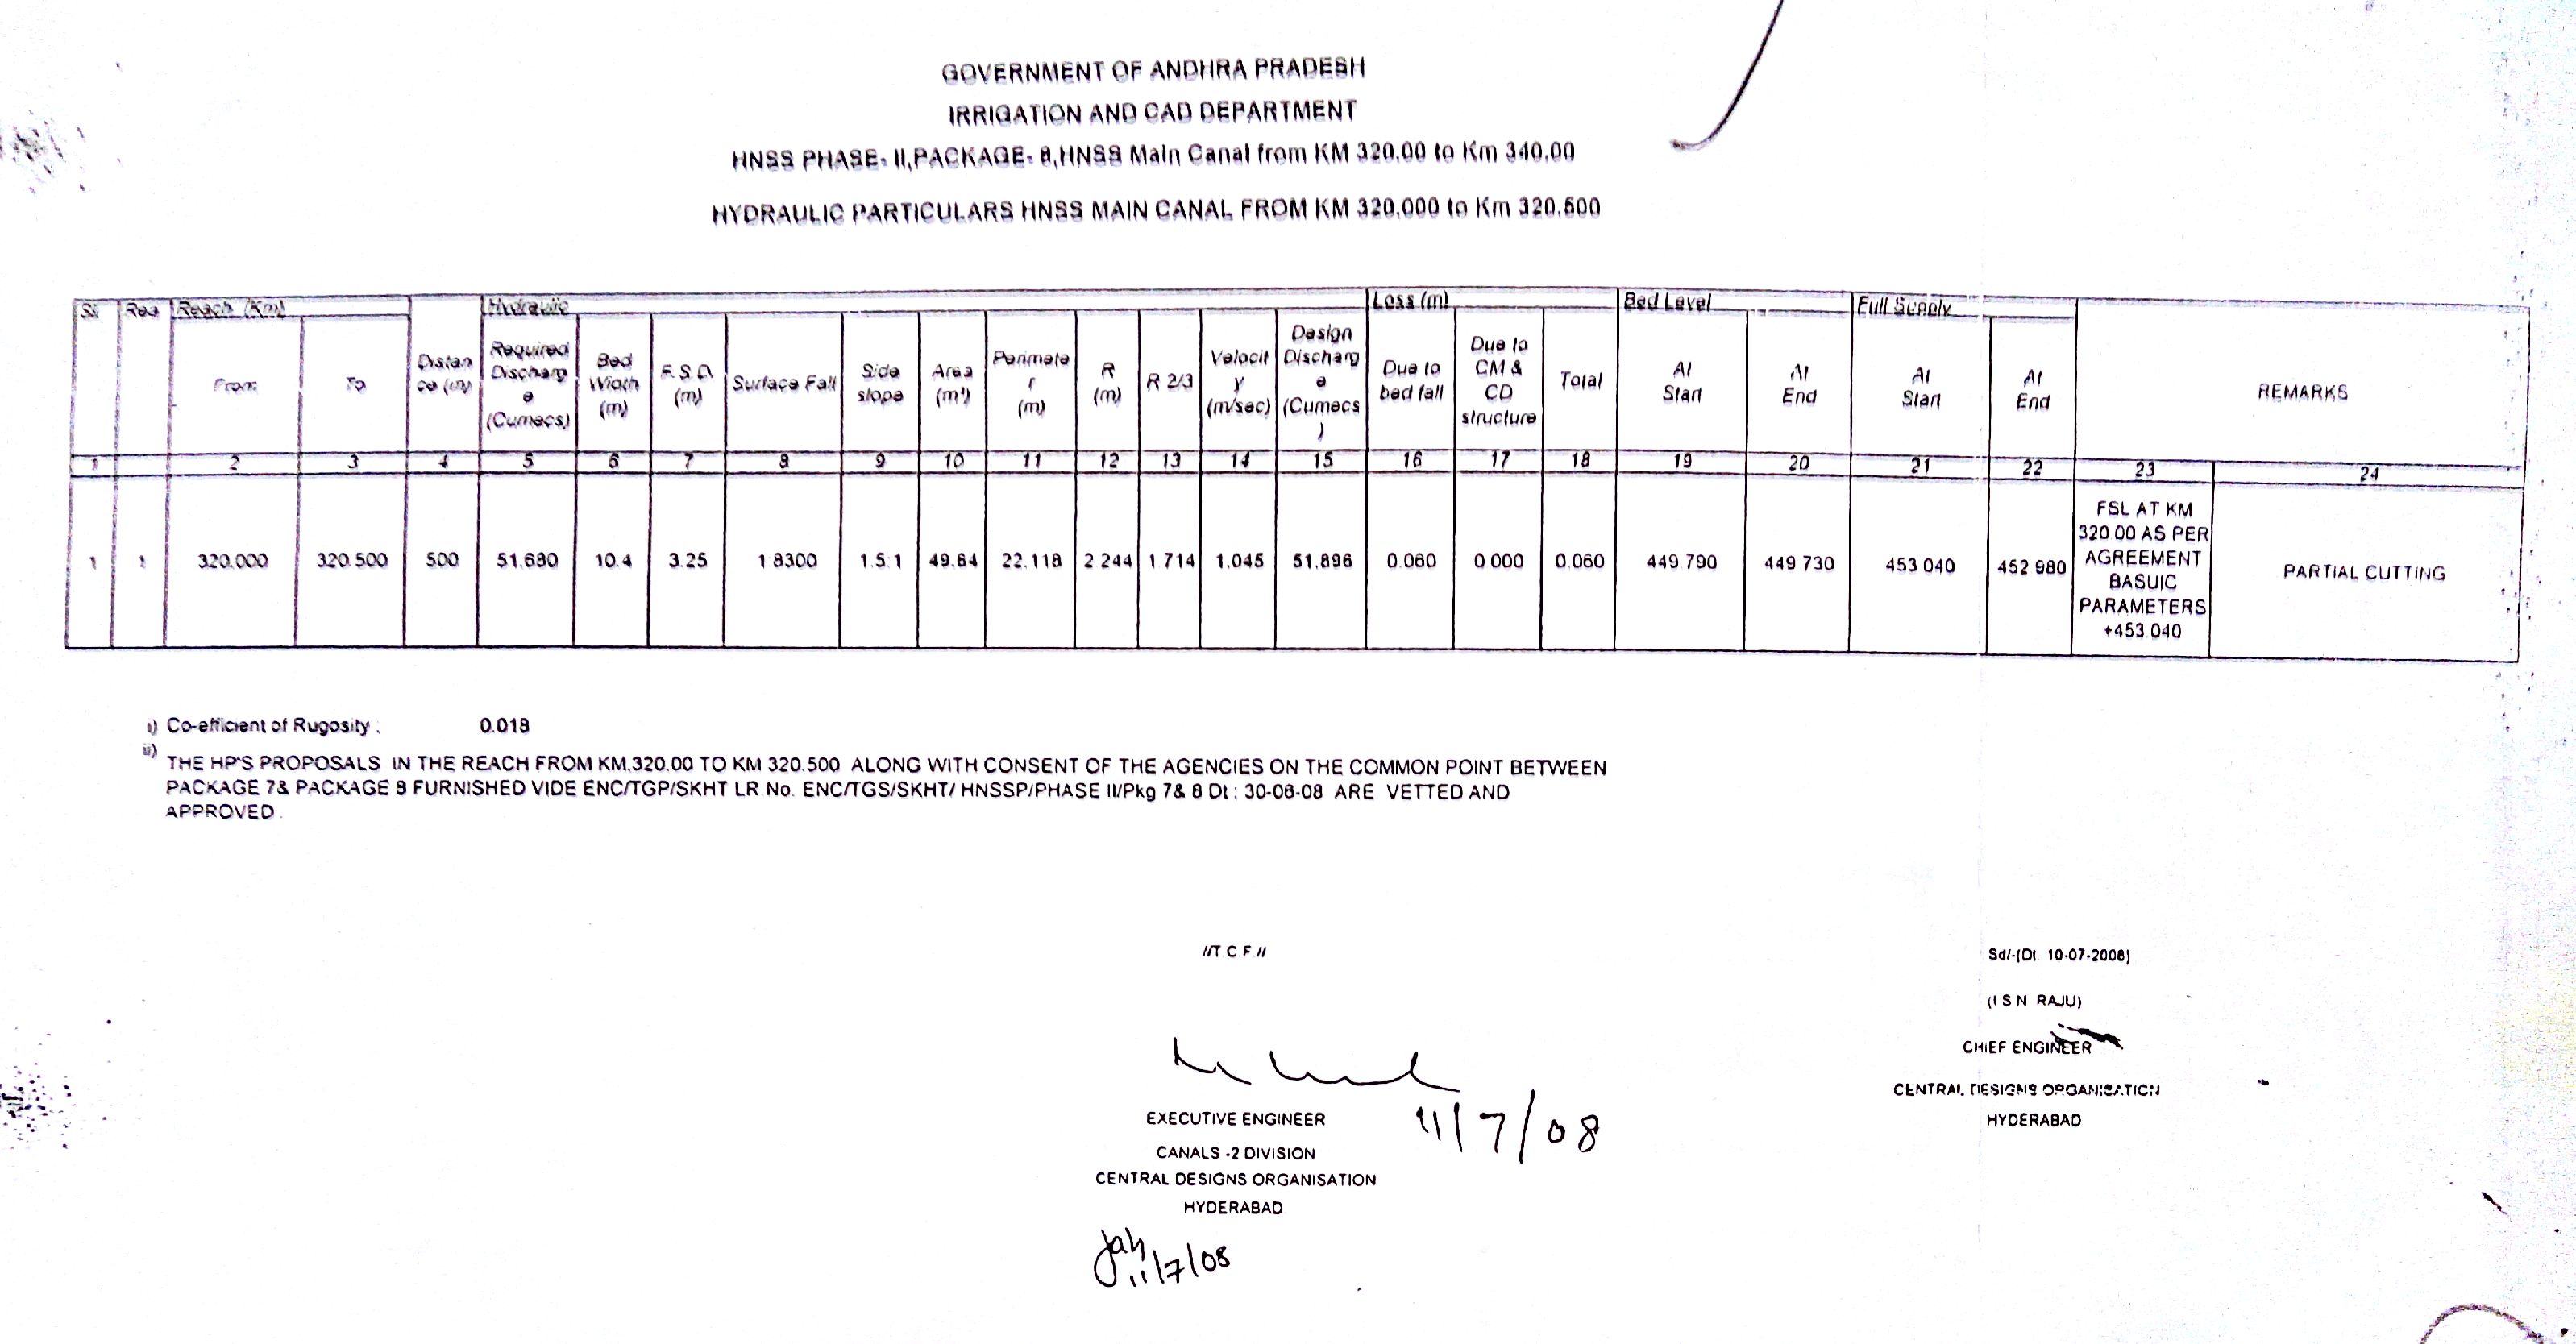 GOVERNMENT OF ANDHRA PRADESH
IRRIGATION AND CAD DEPARTMENT
HNSS PHASE- II,PACKAGE- 8,HNSS Main Canal from KM 320.00 to Km 340.00
HYDRAULIC PARTICULARS HNSS MAIN CANAL FROM KM 320.000 to Km 320.500
Sl. Rea Reach (Km) Hydraulic Loss (m) Bed Level Full Supply
From To Distan ce (m) Required Discharg e (Cumecs) Bed Width (m) F.S.D. (m) Surface Fall Side slope Area (m²) Perimete r (m) R (m) R 2/3 Velocit y (m/sec) Design Discharg e (Cumecs ) Due to bed fall Due to CM & CD structure Total At Start At End At Start At End REMARKS
1 2 3 4 5 6 7 8 9 10 11 12 13 14 15 16 17 18 19 20 21 22 23 24
1 1 320.000 320.500 500 51.680 10.4 3.25 1 8300 1.5:1 49.64 22.118 2 244 1 714 1.045 51.896 0.060 0 000 0.060 449 790 449 730 453 040 452 980 FSL AT KM 320 00 AS PER AGREEMENT BASUIC PARAMETERS +453.040 PARTIAL CUTTING
i) Co-efficient of Rugosity : 0.018
ii) THE HP'S PROPOSALS IN THE REACH FROM KM.320.00 TO KM 320.500 ALONG WITH CONSENT OF THE AGENCIES ON THE COMMON POINT BETWEEN
PACKAGE 7& PACKAGE 8 FURNISHED VIDE ENC/TGP/SKHT LR No. ENC/TGS/SKHT/ HNSSP/PHASE II/Pkg 7& 8 Dt : 30-06-08 ARE VETTED AND
APPROVED.
//T.C.F.//
Sd/-(Dt. 10-07-2008)
(I S N RAJU)
CHIEF ENGINEER
CENTRAL DESIGNS ORGANISATION
HYDERABAD
EXECUTIVE ENGINEER
11/7/08
CANALS -2 DIVISION
CENTRAL DESIGNS ORGANISATION
HYDERABAD
11/7/08